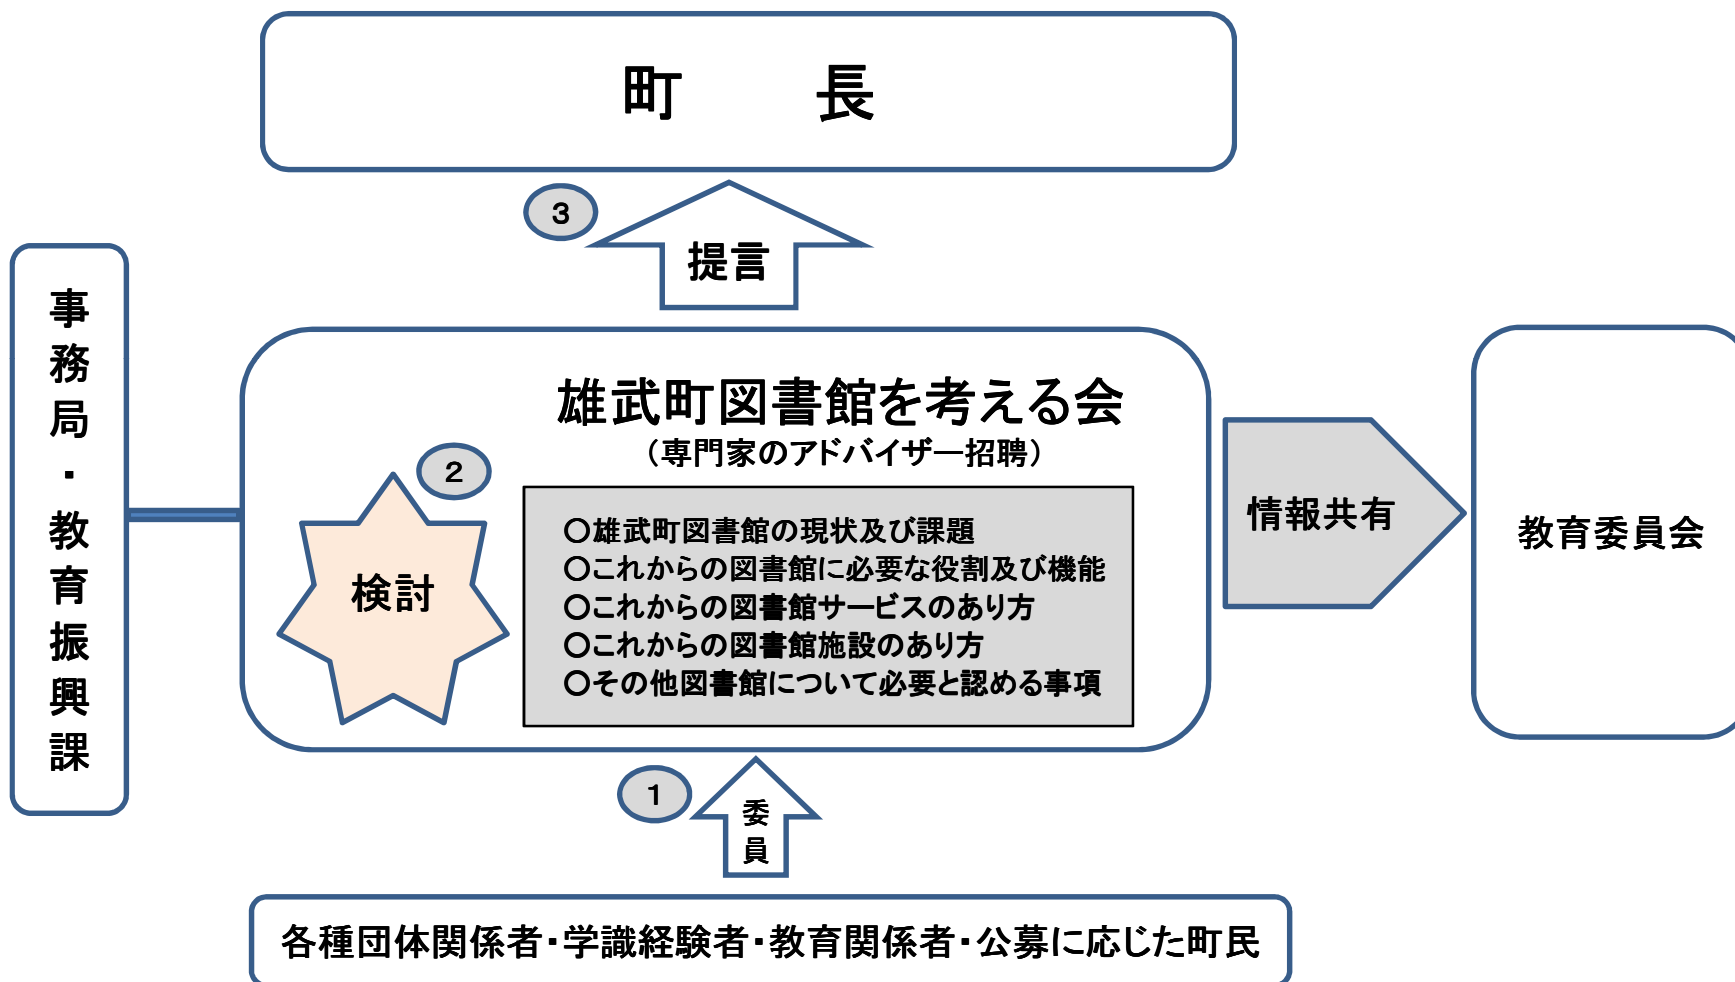 町　長
3
提言
事務局・教育振興課
雄武町図書館を考える会
（専門家のアドバイザー招聘）
2
検討
○雄武町図書館の現状及び課題
○これからの図書館に必要な役割及び機能
○これからの図書館サービスのあり方
○これからの図書館施設のあり方
○その他図書館について必要と認める事項
情報共有
教育委員会
1
委員
各種団体関係者・学識経験者・教育関係者・公募に応じた町民